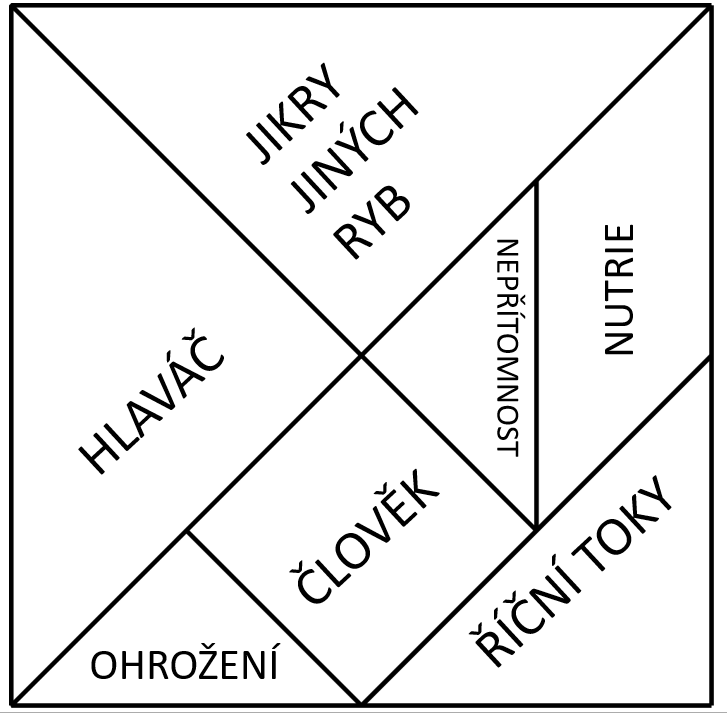 JIKRY
JINÝCH
RYB
NEPŘÍTOMNOST
NUTRIE
HLAVÁČ
ČLOVĚK
ŘÍČNÍ TOKY
OHROŽENÍ